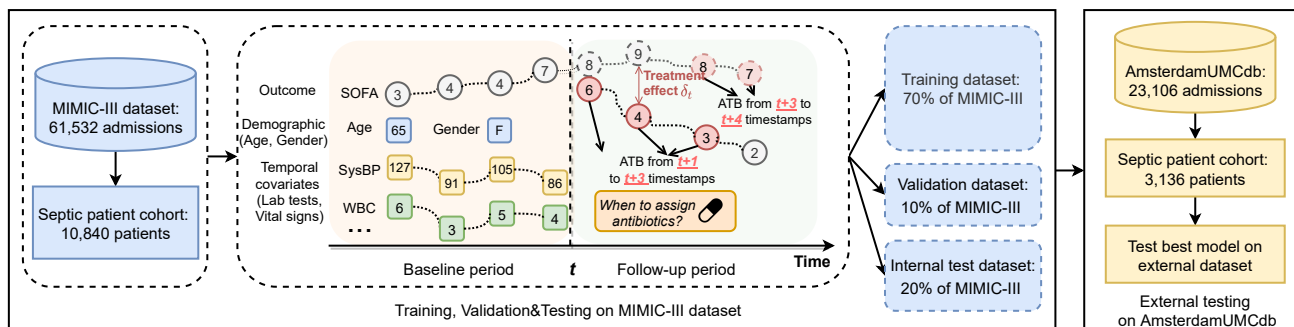 MIMIC-III dataset:
61,532 admissions
Septic patient cohort:
10,840 patients
Outcome
SOFA
3
4
4
7
8
9
8
7
Treatment
effect δt
6
4
3
2
ATB from t+3 to
t+4 timestamps
ATB from t+1
to t+3 timestamps
Demographic
(Age, Gender)
Age
65
Gender
F
Temporal
covariates
(Lab tests,
Vital signs)
SysBP
127
91
105
86
WBC
6
3
5
4
...
When to assign
antibiotics?
Time
Baseline period
t
Follow-up period
Training, Validation&Testing on MIMIC-III dataset
Training dataset:
70% of MIMIC-III
Validation dataset:
10% of MIMIC-III
Internal test dataset:
20% of MIMIC-III
AmsterdamUMCdb:
23,106 admissions
Septic patient cohort:
3,136 patients
Test best model on
external dataset
External testing
on AmsterdamUMCdb